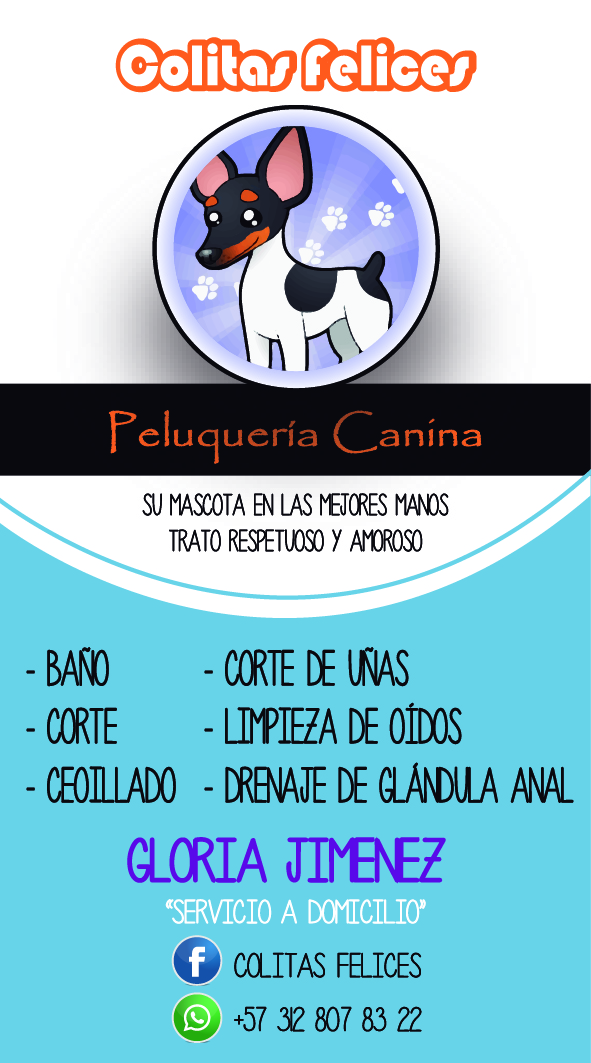 Colitas Felices
Peluquería Canina
SU MASCOTA EN LAS MEJORES MANOS
TRATO RESPETUOSO Y AMOROSO
- BAÑO
- CORTE
- CEOILLADO
- CORTE DE UÑAS
- LIMPIEZA DE OÍDOS
- DRENAJE DE GLÁNDULA ANAL
GLORIA JIMENEZ
“SERVICIO A DOMICILIO”
COLITAS FELICES
+57 312 807 83 22